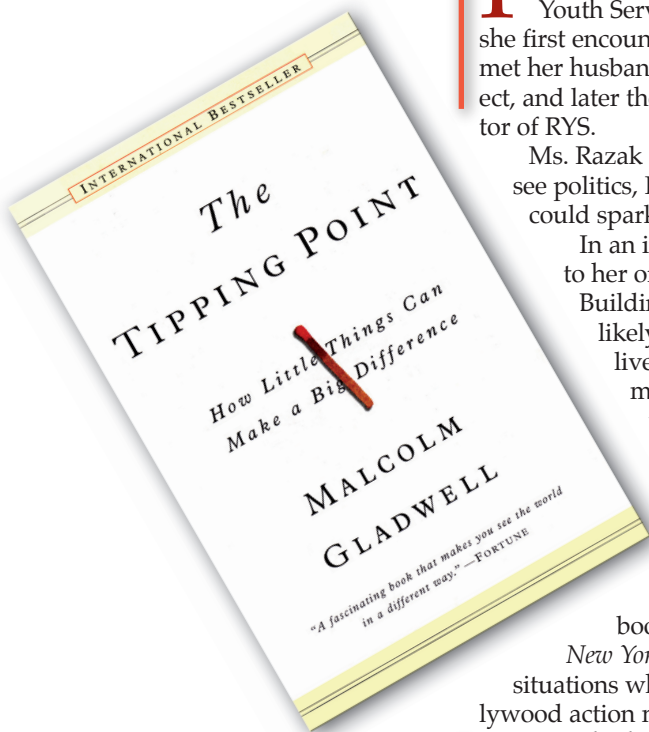 INTERNATIONAL BESTSELLER
The
TIPPING POINT
How Little Things Can
Make a Big Difference
MALCOLM
GLADWELL
"A fascinating book that makes you see the world
in a different way." —FORTUNE
Youth Serv
she first encoun
met her husban
ect, and later the
tor of RYS.
Ms. Razak
see politics,
could spark
In an i
to her o
Buildin
likely
live
m
boo
New Yor
situations wh
lywood action